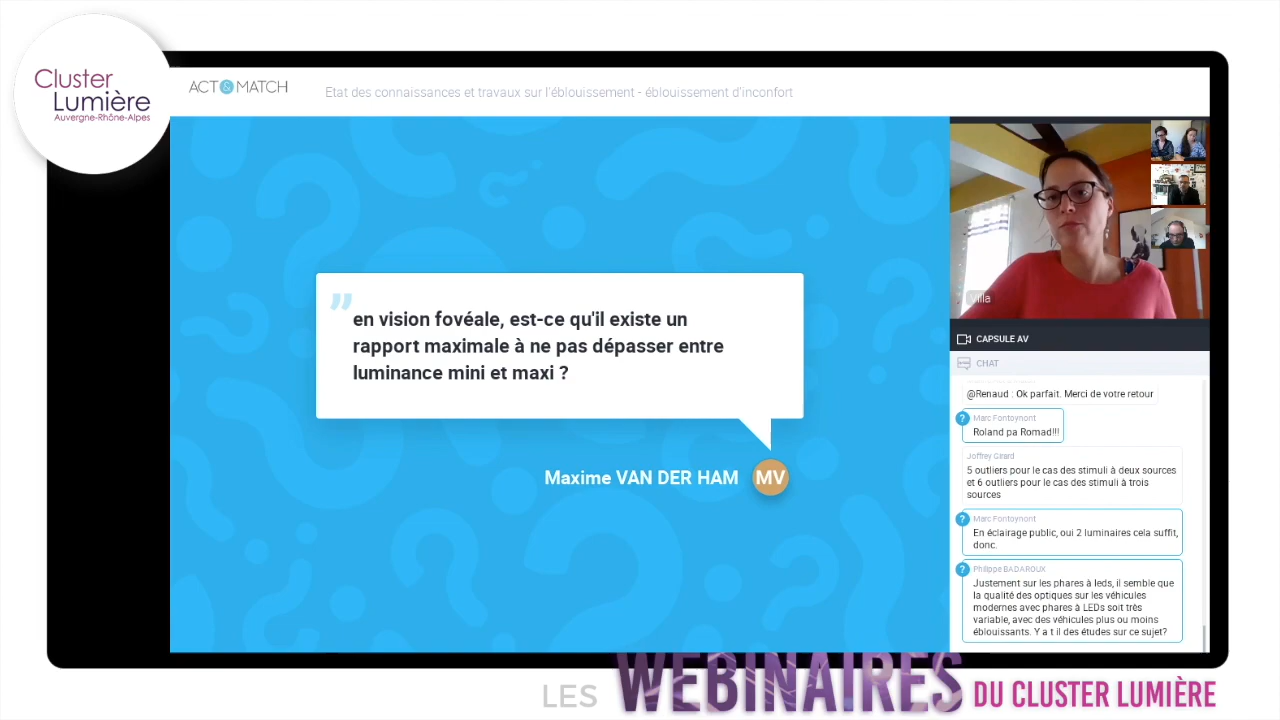 Cluster
Lumière
Auvergne-Rhône-Alpes
ACT & MATCH
Etat des connaissances et travaux sur l'éblouissement - éblouissement d'inconfort
en vision fovéale, est-ce qu'il existe un
rapport maximale à ne pas dépasser entre
luminance mini et maxi ?
Maxime VAN DER HAM
MV
Villa
CAPSULE AV
CHAT
@Renaud : Ok parfait. Merci de votre retour
?
Marc Fontoynont
Roland pa Romad!!!
Joffrey Girard
5 outliers pour le cas des stimuli à deux sources
et 6 outliers pour le cas des stimuli à trois
sources
?
Marc Fontoynont
En éclairage public, oui 2 luminaires cela suffit,
donc.
?
Philippe BADAROUX
Justement sur les phares à leds, il semble que
la qualité des optiques sur les véhicules
modernes avec phares à LEDs soit très
variable, avec des véhicules plus ou moins
éblouissants. Y a t il des études sur ce sujet?
LES WEBINAIRES DU CLUSTER LUMIÈRE